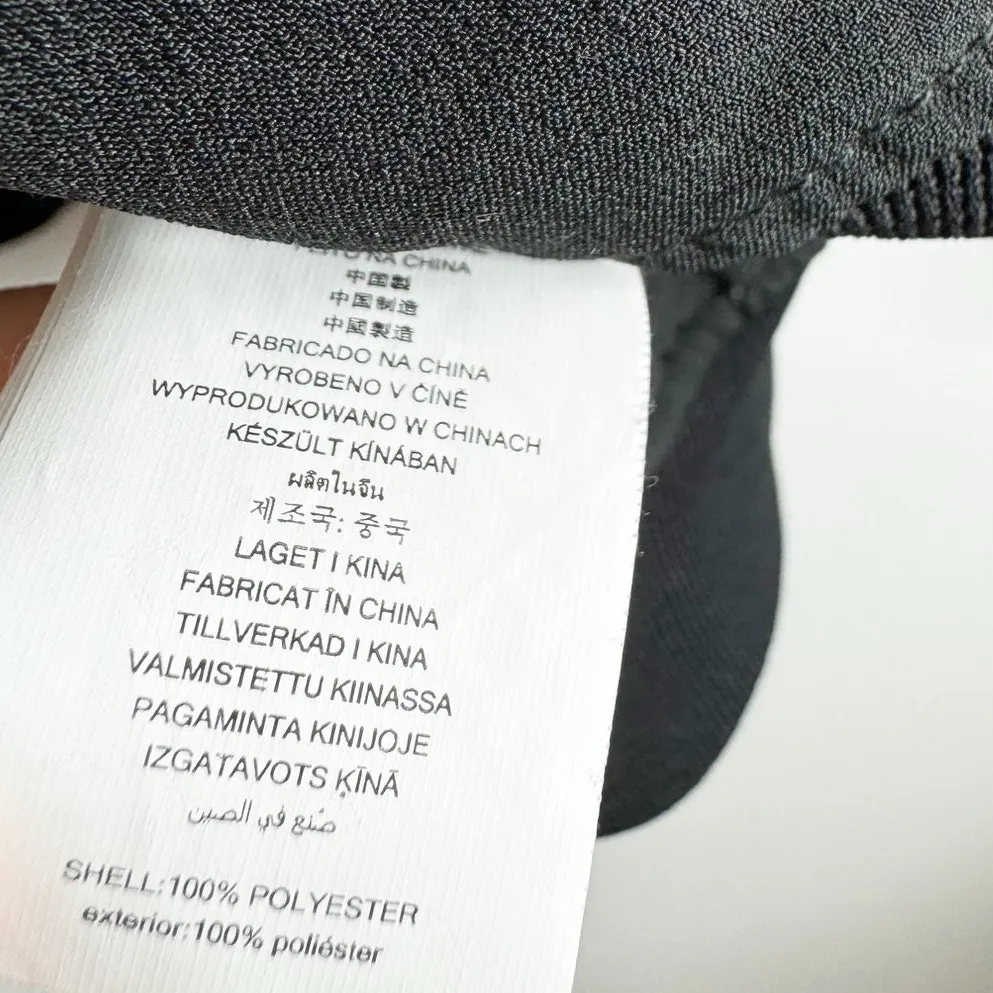 NA CHINA
中国製
中国制造
中國製造
FABRICADO NA CHINA
VYROBENO V ČÍNĚ
WYPRODUKOWANO W CHINACH
KÉSZÜLT KÍNÁBAN
ผลิตในจีน
제조국: 중국
LAGET I KINA
FABRICAT ÎN CHINA
TILLVERKAD I KINA
VALMISTETTU KIINASSA
PAGAMINTA KINIJOJE
IZGATAVOTS ĶĪNĀ
صُنع في الصين
SHELL:100% POLYESTER
exterior:100% poliéster